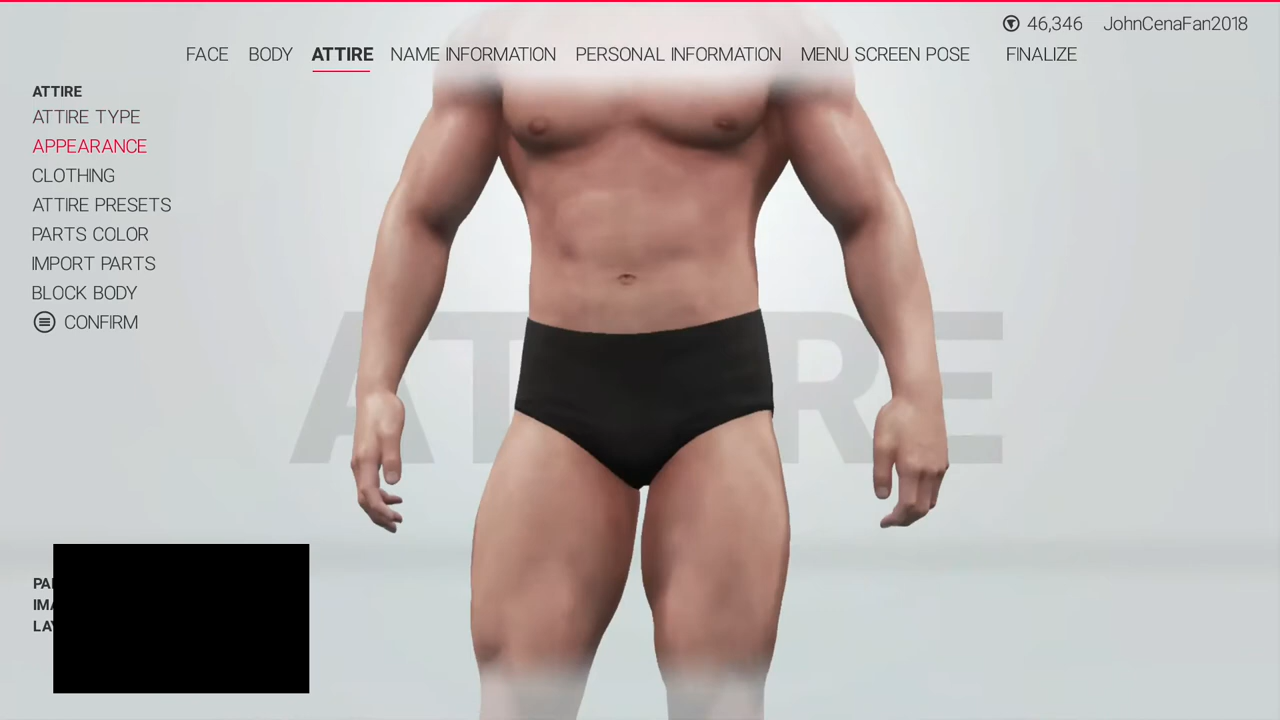 46,346 JohnCenaFan2018
FACE BODY ATTIRE NAME INFORMATION PERSONAL INFORMATION MENU SCREEN POSE FINALIZE
ATTIRE
ATTIRE TYPE
APPEARANCE
CLOTHING
ATTIRE PRESETS
PARTS COLOR
IMPORT PARTS
BLOCK BODY
CONFIRM
ATTIRE